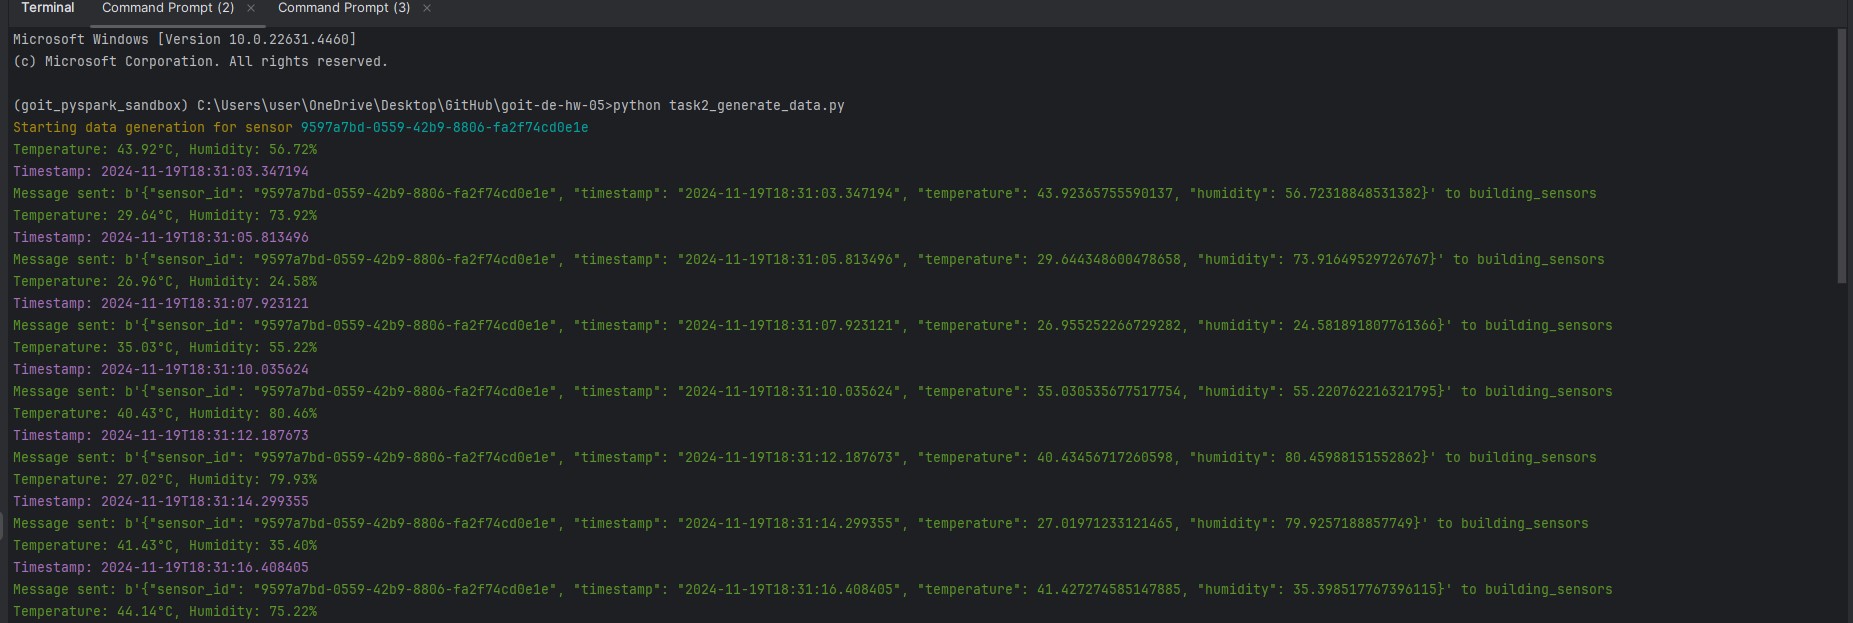 Terminal Command Prompt (2) × Command Prompt (3) ×
Microsoft Windows [Version 10.0.22631.4460]
(c) Microsoft Corporation. All rights reserved.
(goit_pyspark_sandbox) C:\Users\user\OneDrive\Desktop\GitHub\goit-de-hw-05>python task2_generate_data.py
Starting data generation for sensor 9597a7bd-0559-42b9-8806-fa2f74cd0e1e
Temperature: 43.92°C, Humidity: 56.72%
Timestamp: 2024-11-19T18:31:03.347194
Message sent: b'{"sensor_id": "9597a7bd-0559-42b9-8806-fa2f74cd0e1e", "timestamp": "2024-11-19T18:31:03.347194", "temperature": 43.92365755590137, "humidity": 56.72318848531382}' to building_sensors
Temperature: 29.64°C, Humidity: 73.92%
Timestamp: 2024-11-19T18:31:05.813496
Message sent: b'{"sensor_id": "9597a7bd-0559-42b9-8806-fa2f74cd0e1e", "timestamp": "2024-11-19T18:31:05.813496", "temperature": 29.644348600478658, "humidity": 73.91649529726767}' to building_sensors
Temperature: 26.96°C, Humidity: 24.58%
Timestamp: 2024-11-19T18:31:07.923121
Message sent: b'{"sensor_id": "9597a7bd-0559-42b9-8806-fa2f74cd0e1e", "timestamp": "2024-11-19T18:31:07.923121", "temperature": 26.955252266729282, "humidity": 24.581891807761366}' to building_sensors
Temperature: 35.03°C, Humidity: 55.22%
Timestamp: 2024-11-19T18:31:10.035624
Message sent: b'{"sensor_id": "9597a7bd-0559-42b9-8806-fa2f74cd0e1e", "timestamp": "2024-11-19T18:31:10.035624", "temperature": 35.030535677517754, "humidity": 55.220762216321795}' to building_sensors
Temperature: 40.43°C, Humidity: 80.46%
Timestamp: 2024-11-19T18:31:12.187673
Message sent: b'{"sensor_id": "9597a7bd-0559-42b9-8806-fa2f74cd0e1e", "timestamp": "2024-11-19T18:31:12.187673", "temperature": 40.43456717260598, "humidity": 80.45988151552862}' to building_sensors
Temperature: 27.02°C, Humidity: 79.93%
Timestamp: 2024-11-19T18:31:14.299355
Message sent: b'{"sensor_id": "9597a7bd-0559-42b9-8806-fa2f74cd0e1e", "timestamp": "2024-11-19T18:31:14.299355", "temperature": 27.01971233121465, "humidity": 79.9257188857749}' to building_sensors
Temperature: 41.43°C, Humidity: 35.40%
Timestamp: 2024-11-19T18:31:16.408405
Message sent: b'{"sensor_id": "9597a7bd-0559-42b9-8806-fa2f74cd0e1e", "timestamp": "2024-11-19T18:31:16.408405", "temperature": 41.427274585147885, "humidity": 35.398517767396115}' to building_sensors
Temperature: 44.14°C, Humidity: 75.22%